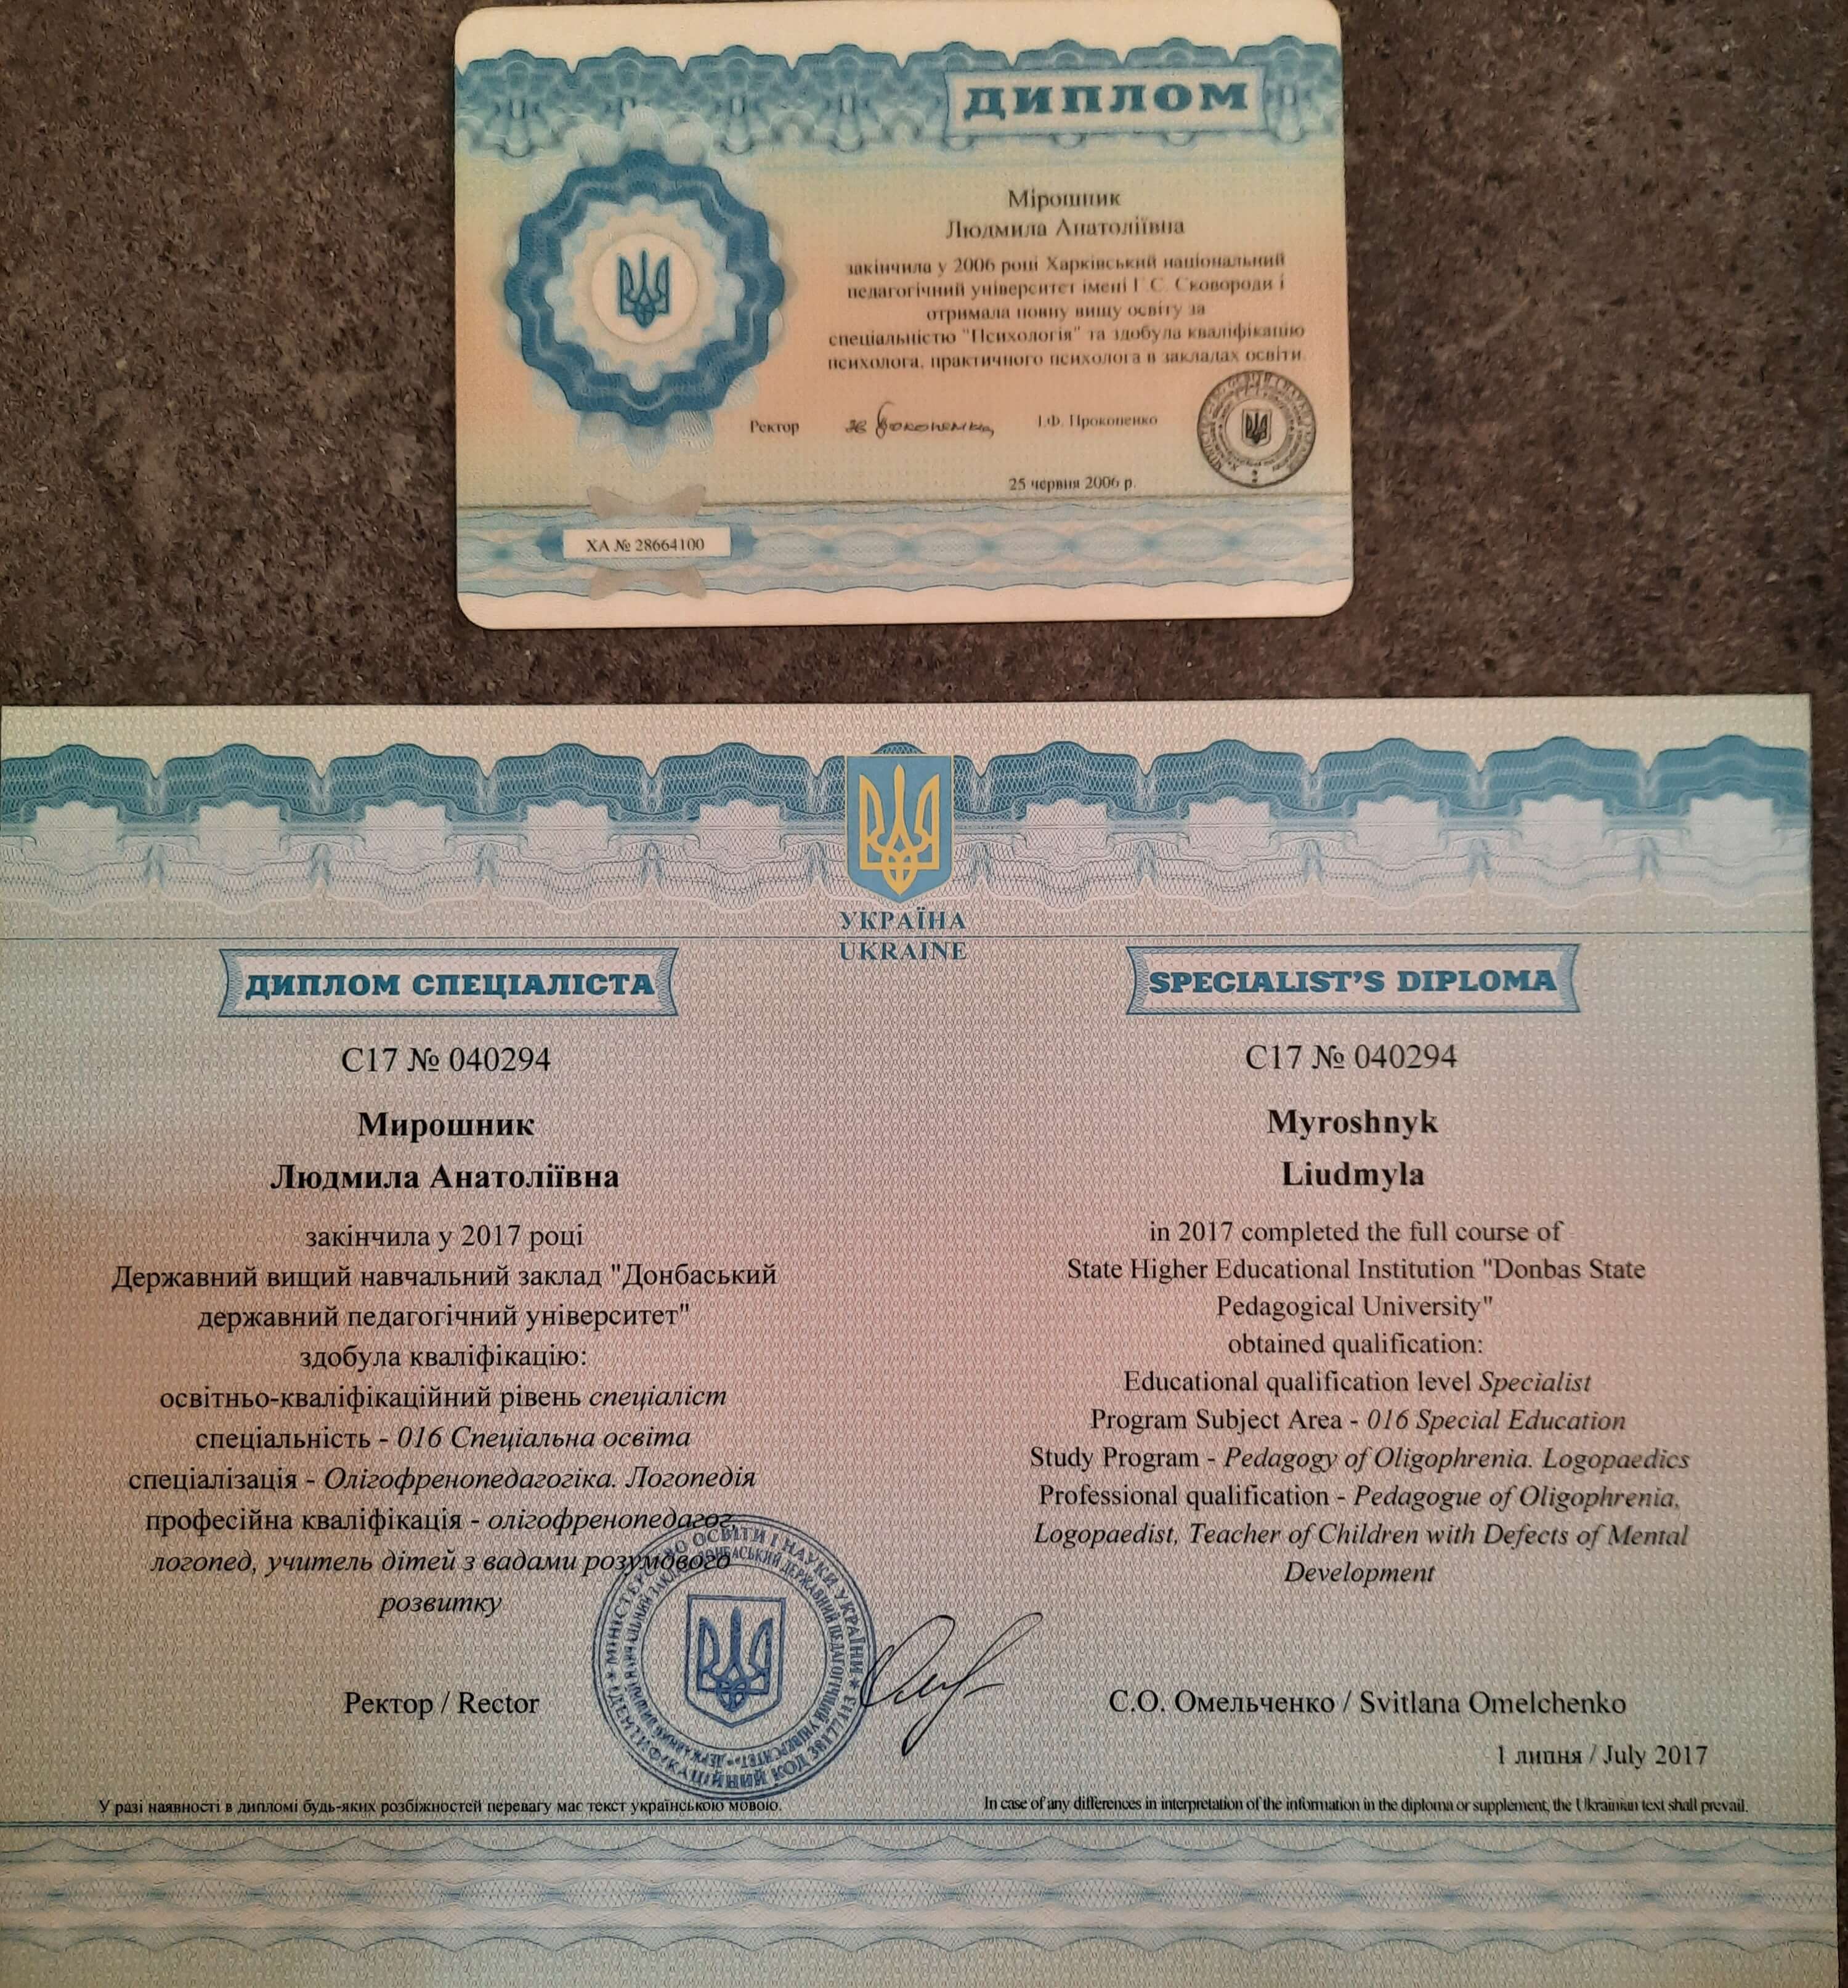 ДИПЛОМ
Мірошник
Людмила Анатоліївна
закінчила у 2006 році Харківський національний
педагогічний університет імені Г.С. Сковороди і
отримала повну вищу освіту за
спеціальністю "Психологія" та здобула кваліфікацію
психолога, практичного психолога в закладах освіти.
Ректор І.Ф. Прокопенко
25 червня 2006 р.
ХА № 28664100
УКРАЇНА
UKRAINE
ДИПЛОМ СПЕЦІАЛІСТА
С17 № 040294
Мирошник
Людмила Анатоліївна
закінчила у 2017 році
Державний вищий навчальний заклад "Донбаський
державний педагогічний університет"
здобула кваліфікацію:
освітньо-кваліфікаційний рівень спеціаліст
спеціальність - 016 Спеціальна освіта
спеціалізація - Олігофренопедагогіка. Логопедія
професійна кваліфікація - олігофренопедагог,
логопед, учитель дітей з вадами розумового
розвитку
SPECIALIST'S DIPLOMA
C17 № 040294
Myroshnyk
Liudmyla
in 2017 completed the full course of
State Higher Educational Institution "Donbas State
Pedagogical University"
obtained qualification:
Educational qualification level Specialist
Program Subject Area - 016 Special Education
Study Program - Pedagogy of Oligophrenia. Logopaedics
Professional qualification - Pedagogue of Oligophrenia,
Logopaedist, Teacher of Children with Defects of Mental
Development
Ректор / Rector
МІНІСТЕРСТВО ОСВІТИ І НАУКИ УКРАЇНИ
ІДЕНТИФІКАЦІЙНИЙ КОД 38177113
С.О. Омельченко / Svitlana Omelchenko
1 липня / July 2017
У разі наявності в дипломі будь-яких розбіжностей перевагу має текст українською мовою.
In case of any differences in interpretation of the information in the diploma or supplement, the Ukrainian text shall prevail.